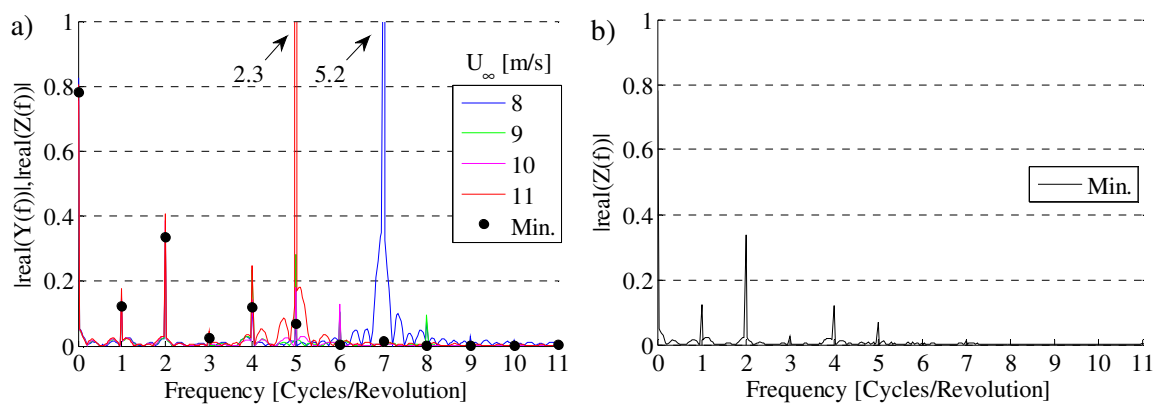 a)
|real(Y(f))|,|real(Z(f))|
1
0.8
0.6
0.4
0.2
0
2.3
5.2
U∞ [m/s]
8
9
10
11
Min.
0 1 2 3 4 5 6 7 8 9 10 11
Frequency [Cycles/Revolution]
b)
|real(Z(f))|
1
0.8
0.6
0.4
0.2
0
Min.
0 1 2 3 4 5 6 7 8 9 10 11
Frequency [Cycles/Revolution]